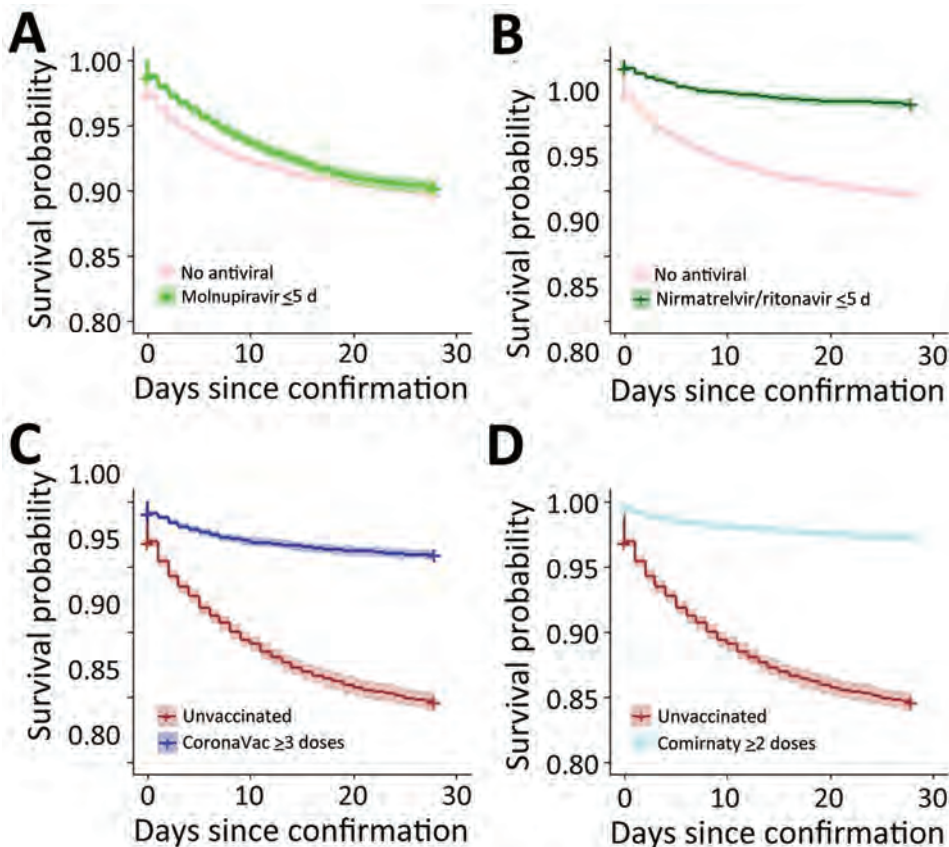 A
Survival probability
1.00
0.95
0.90
0.85
0.80
No antiviral
Molnupiravir ≤5 d
0 10 20 30
Days since confirmation
B
Survival probability
1.00
0.95
0.90
0.85
0.80
No antiviral
Nirmatrelvir/ritonavir ≤5 d
0 10 20 30
Days since confirmation
C
Survival probability
1.00
0.95
0.90
0.85
0.80
Unvaccinated
CoronaVac ≥3 doses
0 10 20 30
Days since confirmation
D
Survival probability
1.00
0.95
0.90
0.85
0.80
Unvaccinated
Comirnaty ≥2 doses
0 10 20 30
Days since confirmation